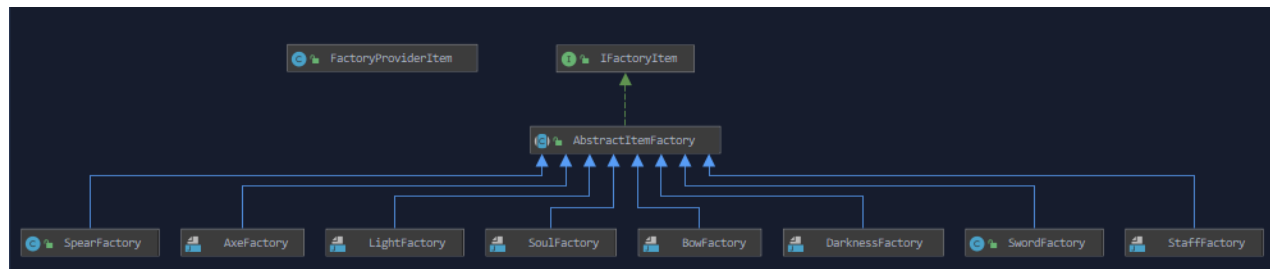 FactoryProviderItem
IFactoryItem
AbstractItemFactory
SpearFactory
AxeFactory
LightFactory
SoulFactory
BowFactory
DarknessFactory
SwordFactory
StaffFactory